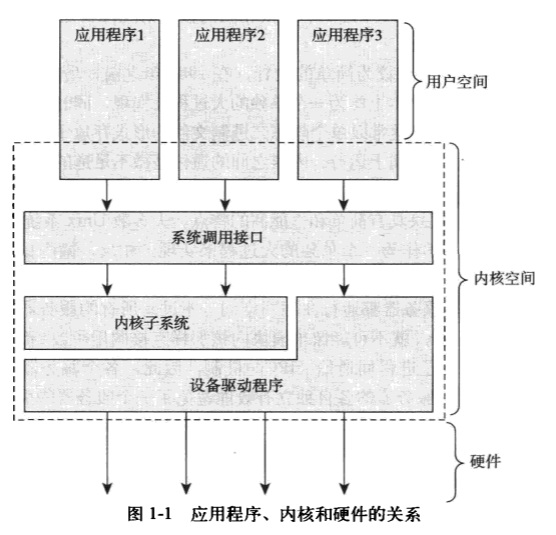 应用程序1
应用程序2
应用程序3
用户空间
系统调用接口
内核空间
内核子系统
设备驱动程序
硬件
图 1-1 应用程序、内核和硬件的关系